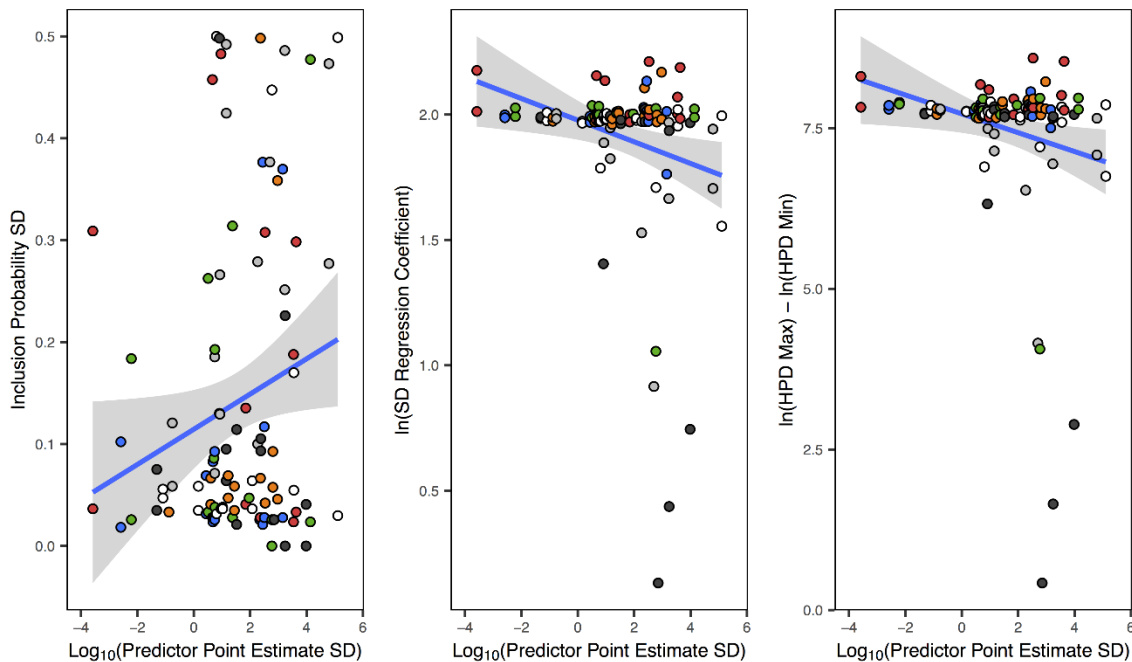 Inclusion Probability SD
0.5
0.4
0.3
0.2
0.1
0.0
−4 −2 0 2 4 6
Log10(Predictor Point Estimate SD)
ln(SD Regression Coefficient)
2.0
1.5
1.0
0.5
−4 −2 0 2 4 6
Log10(Predictor Point Estimate SD)
ln(HPD Max) − ln(HPD Min)
7.5
5.0
2.5
0.0
−4 −2 0 2 4 6
Log10(Predictor Point Estimate SD)